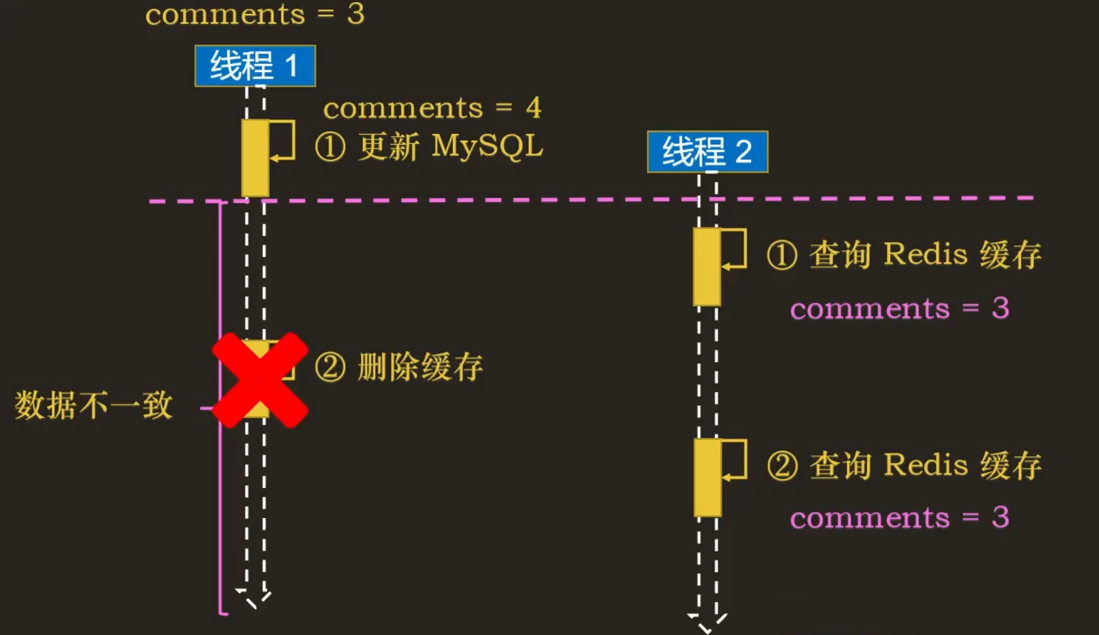 comments = 3
线程 1
comments = 4
① 更新 MySQL
线程 2
① 查询 Redis 缓存
comments = 3
② 删除缓存
数据不一致
② 查询 Redis 缓存
comments = 3